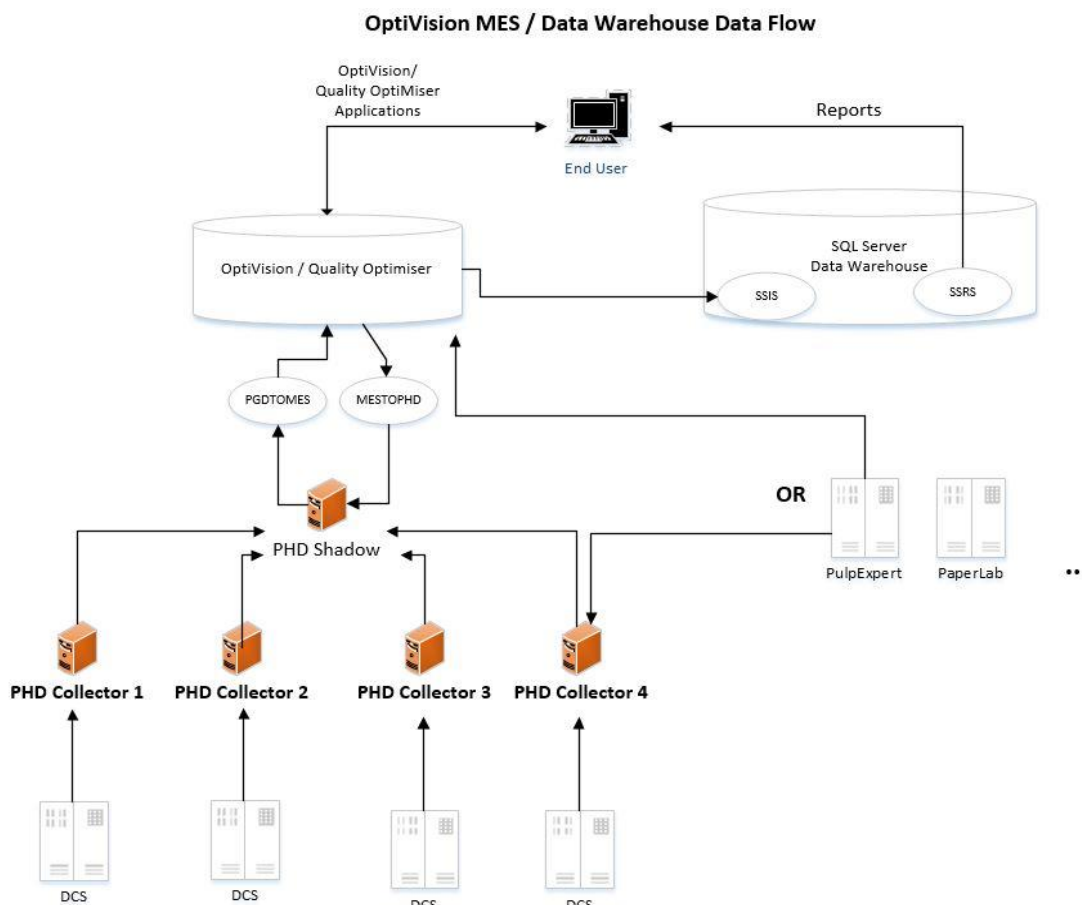 OptiVision MES / Data Warehouse Data Flow
OptiVision/
Quality OptiMiser
Applications
Reports
End User
OptiVision / Quality Optimiser
SQL Server
Data Warehouse
SSIS
SSRS
PGDTOMES
MESTOPHD
OR
PHD Shadow
PulpExpert
PaperLab
..
PHD Collector 1
PHD Collector 2
PHD Collector 3
PHD Collector 4
DCS
DCS
DCS
DCS